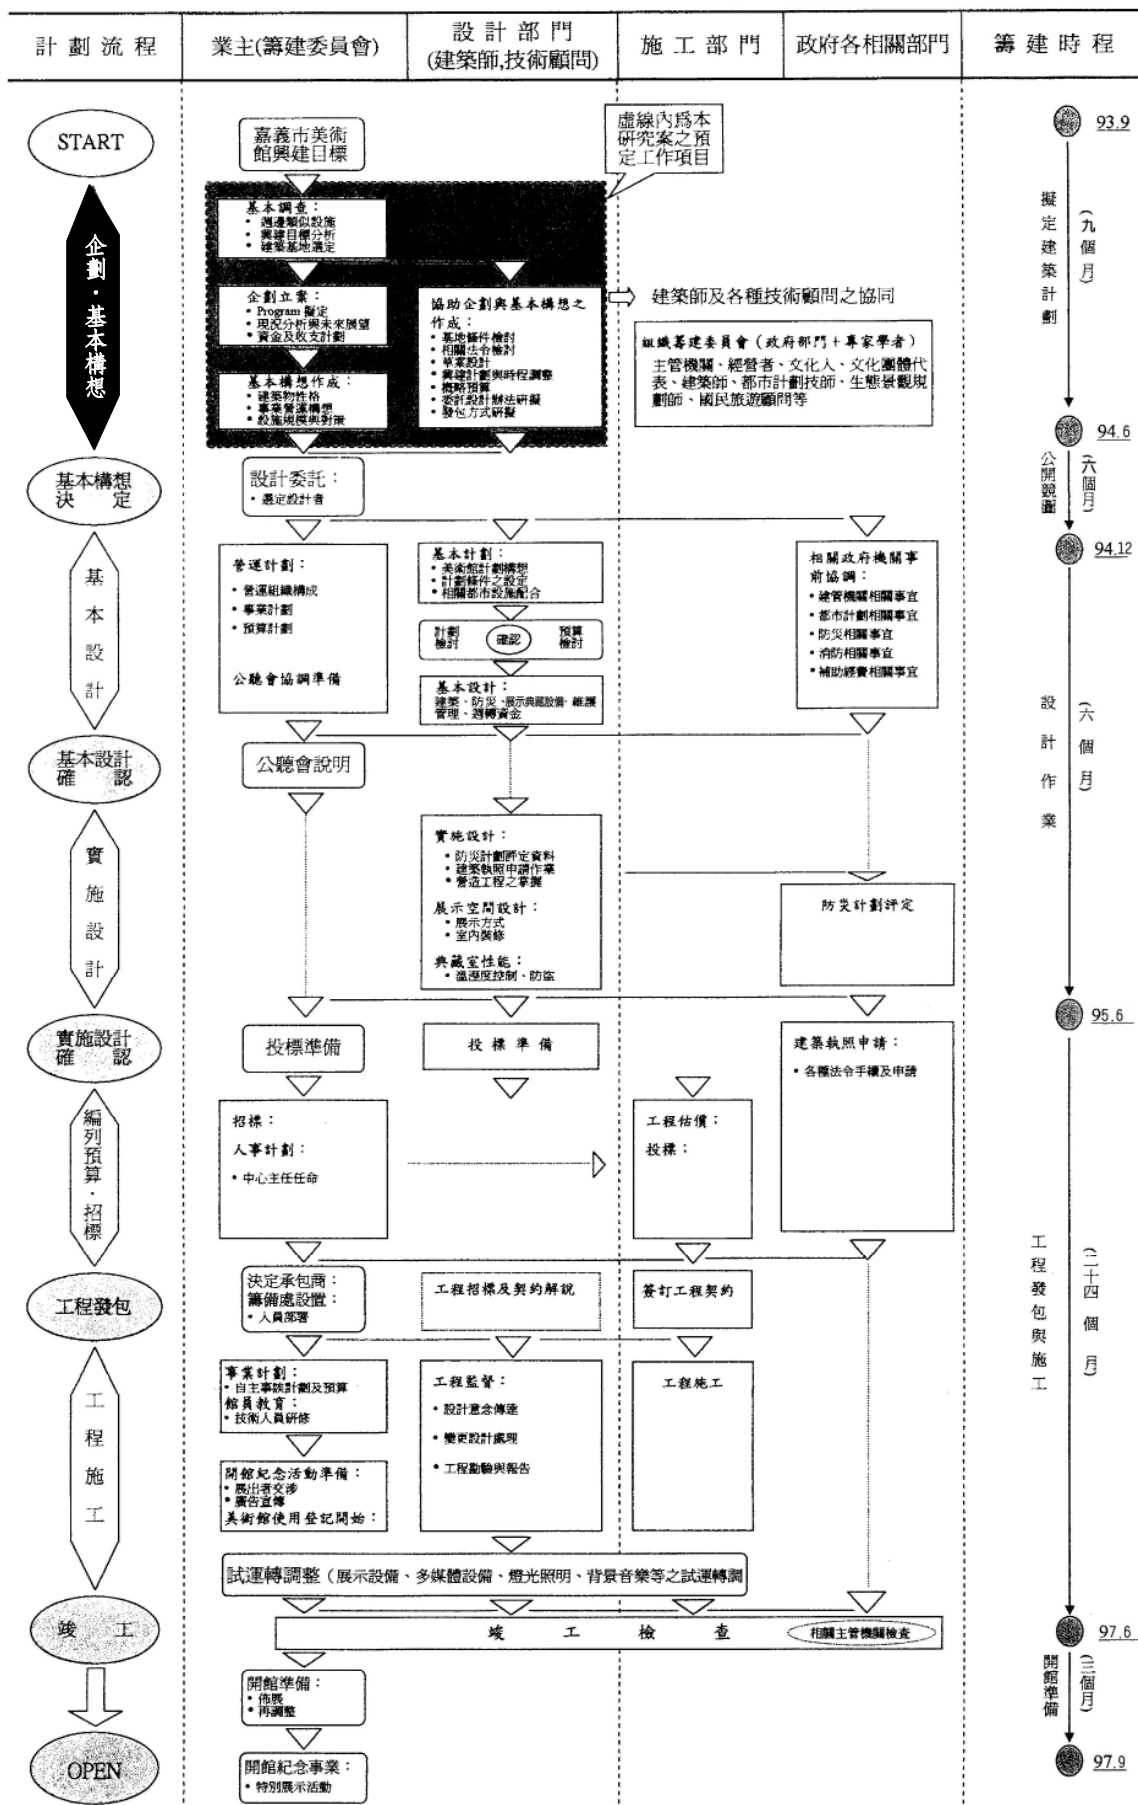 計劃流程
業主(籌建委員會)
設計部門
(建築師,技術顧問)
施工部門
政府各相關部門
籌建時程
START
嘉義市美術
館興建目標
虛線內為本
研究案之預
定工作項目
93.9
擬定建築計劃
(九個月)
企劃・基本構想
基本調查：
• 週邊類似設施
• 興建目標分析
• 建築基地選定
企劃立案：
• Program 擬定
• 現況分析與未來展望
• 資金及收支計劃
協助企劃與基本構想之
作成：
• 基地條件檢討
• 相關法令檢討
• 草案設計
• 興建計劃與時程調整
• 概略預算
• 委託設計辦法研擬
• 發包方式研擬
基本構想作成：
• 建築物性格
• 事業營運構想
• 設施規模與對策
建築師及各種技術顧問之協同
組織籌建委員會（政府部門＋專家學者）
主管機關、經營者、文化人、文化團體代
表、建築師、都市計劃技師、生態景觀規
劃師、國民旅遊顧問等
94.6
公開競圖
(六個月)
基本構想
決　定
設計委託：
• 選定設計者
94.12
基本設計
營運計劃：
• 營運組織構成
• 事業計劃
• 預算計劃
公聽會協調準備
基本計劃：
• 美術館計劃構想
• 計劃條件之設定
• 相關都市設施配合
計劃
檢討
確認
預算
檢討
基本設計：
建築、防災、展示典藏設備、維護
管理、週轉資金
相關政府機關事
前協調：
• 建管機關相關事宜
• 都市計劃相關事宜
• 防災相關事宜
• 消防相關事宜
• 補助經費相關事宜
設計作業
(六個月)
基本設計
確　認
公聽會說明
實施設計
實施設計：
• 防災計劃評定資料
• 建築執照申請作業
• 營造工程之掌握
展示空間設計：
• 展示方式
• 室內裝修
典藏室性能：
• 溫溼度控制、防盜
防災計劃評定
95.6
實施設計
確　認
投標準備
投標準備
建築執照申請：
• 各種法令手續及申請
編列預算・招標
招標：
人事計劃：
• 中心主任任命
工程估價：
投標：
工程發包與施工
(二十四個月)
工程發包
決定承包商：
籌備處設置：
• 人員部署
工程招標及契約解說
簽訂工程契約
工程施工
事業計劃：
• 自主事談計劃及預算
館員教育：
• 技術人員研修
工程監督：
• 設計意念傳達
• 變更設計處理
• 工程勘驗與報告
工程施工
開館紀念活動準備：
• 展出者交涉
• 廣告宣傳
美術館使用登記開始：
試運轉調整（展示設備、多媒體設備、燈光照明、背景音樂等之試運轉調
竣　工
竣工檢查
相關主管機關檢查
97.6
開館準備
(三個月)
開館準備：
• 佈展
• 再調整
OPEN
開館紀念事業：
• 特別展示活動
97.9